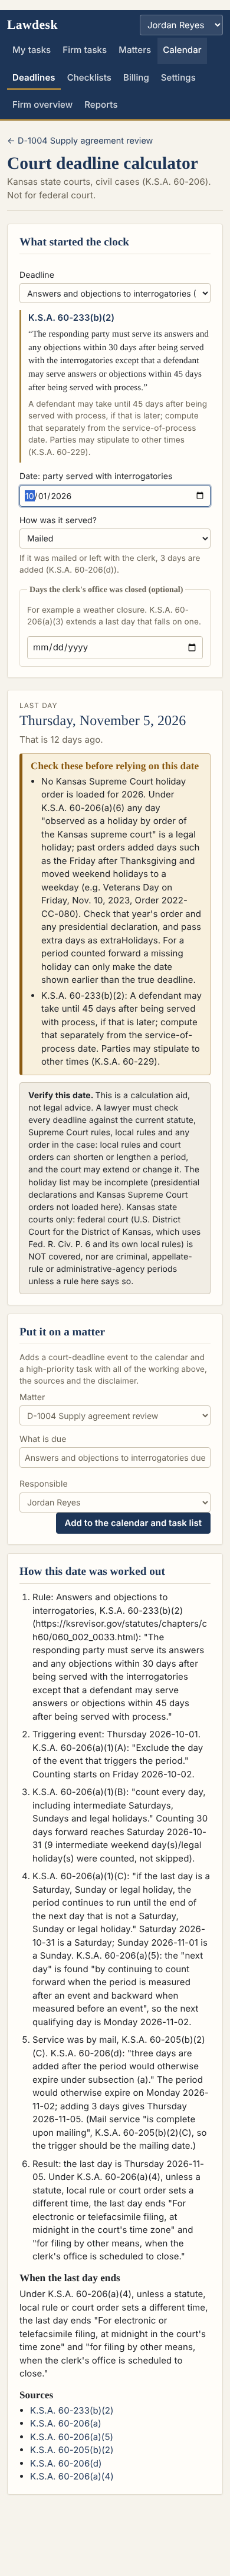 Lawdesk
Jordan Reyes
My tasks Firm tasks Matters Calendar
Deadlines Checklists Billing Settings
Firm overview Reports
← D-1004 Supply agreement review
Court deadline calculator
Kansas state courts, civil cases (K.S.A. 60-206).
Not for federal court.
What started the clock
Deadline
Answers and objections to interrogatories (
K.S.A. 60-233(b)(2)
“The responding party must serve its answers and
any objections within 30 days after being served
with the interrogatories except that a defendant
may serve answers or objections within 45 days
after being served with process.”
A defendant may take until 45 days after being
served with process, if that is later; compute
that separately from the service-of-process
date. Parties may stipulate to other times
(K.S.A. 60-229).
Date: party served with interrogatories
10/01/2026
How was it served?
Mailed
If it was mailed or left with the clerk, 3 days are
added (K.S.A. 60-206(d)).
Days the clerk's office was closed (optional)
For example a weather closure. K.S.A. 60-
206(a)(3) extends a last day that falls on one.
mm/dd/yyyy
LAST DAY
Thursday, November 5, 2026
That is 12 days ago.
Check these before relying on this date
• No Kansas Supreme Court holiday
order is loaded for 2026. Under
K.S.A. 60-206(a)(6) any day
"observed as a holiday by order of
the Kansas supreme court" is a legal
holiday; past orders added days such
as the Friday after Thanksgiving and
moved weekend holidays to a
weekday (e.g. Veterans Day on
Friday, Nov. 10, 2023, Order 2022-
CC-080). Check that year's order and
any presidential declaration, and pass
extra days as extraHolidays. For a
period counted forward a missing
holiday can only make the date
shown earlier than the true deadline.
• K.S.A. 60-233(b)(2): A defendant may
take until 45 days after being served
with process, if that is later; compute
that separately from the service-of-
process date. Parties may stipulate to
other times (K.S.A. 60-229).
Verify this date. This is a calculation aid,
not legal advice. A lawyer must check
every deadline against the current statute,
Supreme Court rules, local rules and any
order in the case: local rules and court
orders can shorten or lengthen a period,
and the court may extend or change it. The
holiday list may be incomplete (presidential
declarations and Kansas Supreme Court
orders not loaded here). Kansas state
courts only: federal court (U.S. District
Court for the District of Kansas, which uses
Fed. R. Civ. P. 6 and its own local rules) is
NOT covered, nor are criminal, appellate-
rule or administrative-agency periods
unless a rule here says so.
Put it on a matter
Adds a court-deadline event to the calendar and
a high-priority task with all of the working above,
the sources and the disclaimer.
Matter
D-1004 Supply agreement review
What is due
Answers and objections to interrogatories due
Responsible
Jordan Reyes
Add to the calendar and task list
How this date was worked out
1. Rule: Answers and objections to
interrogatories, K.S.A. 60-233(b)(2)
(https://ksrevisor.gov/statutes/chapters/c
h60/060_002_0033.html): "The
responding party must serve its answers
and any objections within 30 days after
being served with the interrogatories
except that a defendant may serve
answers or objections within 45 days
after being served with process."
2. Triggering event: Thursday 2026-10-01.
K.S.A. 60-206(a)(1)(A): "Exclude the day
of the event that triggers the period."
Counting starts on Friday 2026-10-02.
3. K.S.A. 60-206(a)(1)(B): "count every day,
including intermediate Saturdays,
Sundays and legal holidays." Counting 30
days forward reaches Saturday 2026-10-
31 (9 intermediate weekend day(s)/legal
holiday(s) were counted, not skipped).
4. K.S.A. 60-206(a)(1)(C): "if the last day is a
Saturday, Sunday or legal holiday, the
period continues to run until the end of
the next day that is not a Saturday,
Sunday or legal holiday." Saturday 2026-
10-31 is a Saturday; Sunday 2026-11-01 is
a Sunday. K.S.A. 60-206(a)(5): the "next
day" is found "by continuing to count
forward when the period is measured
after an event and backward when
measured before an event", so the next
qualifying day is Monday 2026-11-02.
5. Service was by mail, K.S.A. 60-205(b)(2)
(C). K.S.A. 60-206(d): "three days are
added after the period would otherwise
expire under subsection (a)." The period
would otherwise expire on Monday 2026-
11-02; adding 3 days gives Thursday
2026-11-05. (Mail service "is complete
upon mailing", K.S.A. 60-205(b)(2)(C), so
the trigger should be the mailing date.)
6. Result: the last day is Thursday 2026-11-
05. Under K.S.A. 60-206(a)(4), unless a
statute, local rule or court order sets a
different time, the last day ends "For
electronic or telefacsimile filing, at
midnight in the court's time zone" and
"for filing by other means, when the
clerk's office is scheduled to close."
When the last day ends
Under K.S.A. 60-206(a)(4), unless a statute,
local rule or court order sets a different time,
the last day ends "For electronic or
telefacsimile filing, at midnight in the court's
time zone" and "for filing by other means,
when the clerk's office is scheduled to
close."
Sources
• K.S.A. 60-233(b)(2)
• K.S.A. 60-206(a)
• K.S.A. 60-206(a)(5)
• K.S.A. 60-205(b)(2)
• K.S.A. 60-206(d)
• K.S.A. 60-206(a)(4)